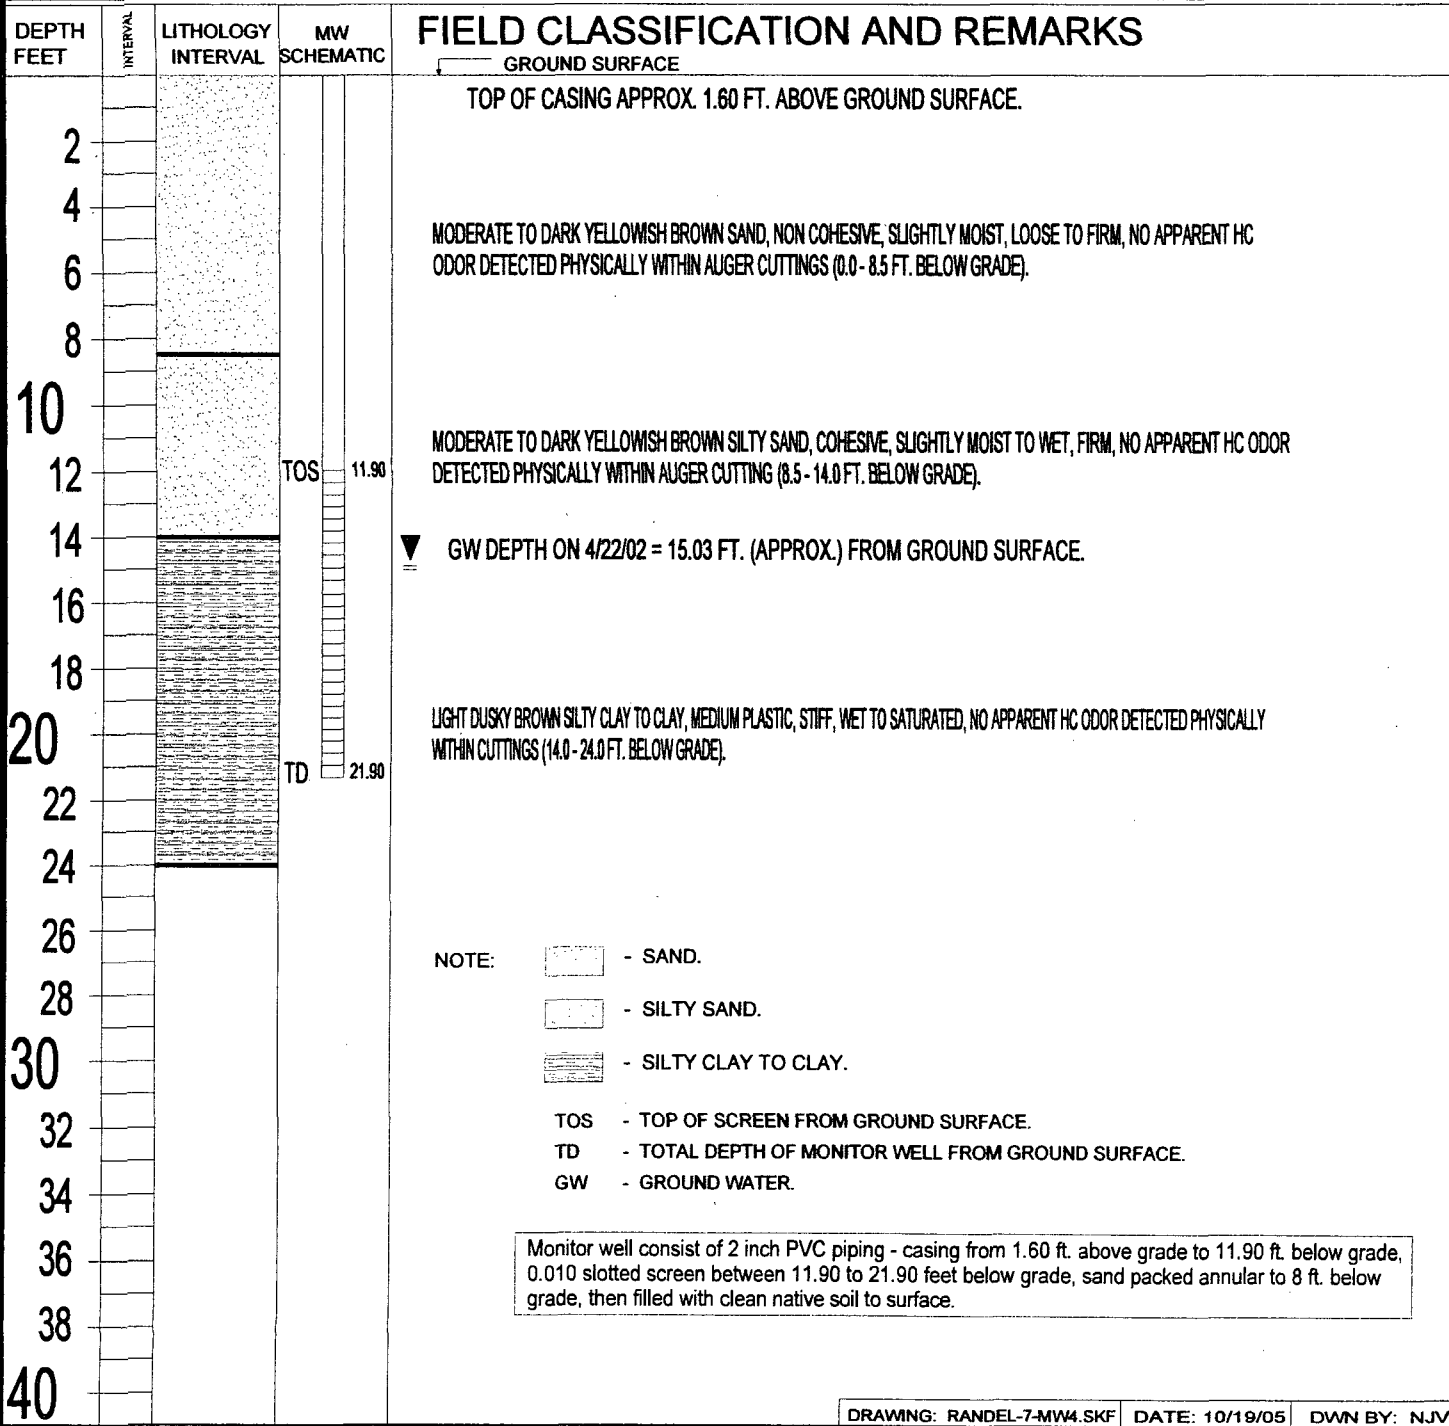 DEPTH FEET
INTERVAL
LITHOLOGY INTERVAL
MW SCHEMATIC
FIELD CLASSIFICATION AND REMARKS
GROUND SURFACE
TOP OF CASING APPROX. 1.60 FT. ABOVE GROUND SURFACE.
2
4
MODERATE TO DARK YELLOWISH BROWN SAND, NON COHESIVE, SLIGHTLY MOIST, LOOSE TO FIRM, NO APPARENT HC
ODOR DETECTED PHYSICALLY WITHIN AUGER CUTTINGS (0.0 - 8.5 FT. BELOW GRADE).
6
8
10
MODERATE TO DARK YELLOWISH BROWN SILTY SAND, COHESIVE, SLIGHTLY MOIST TO WET, FIRM, NO APPARENT HC ODOR
DETECTED PHYSICALLY WITHIN AUGER CUTTING (8.5 - 14.0 FT. BELOW GRADE).
12
TOS 11.90
14
GW DEPTH ON 4/22/02 = 15.03 FT. (APPROX.) FROM GROUND SURFACE.
16
18
20
LIGHT DUSKY BROWN SILTY CLAY TO CLAY, MEDIUM PLASTIC, STIFF, WET TO SATURATED, NO APPARENT HC ODOR DETECTED PHYSICALLY
WITHIN CUTTINGS (14.0 - 24.0 FT. BELOW GRADE).
TD 21.90
22
24
26
NOTE: - SAND.
28
- SILTY SAND.
30
- SILTY CLAY TO CLAY.
32
TOS - TOP OF SCREEN FROM GROUND SURFACE.
TD - TOTAL DEPTH OF MONITOR WELL FROM GROUND SURFACE.
GW - GROUND WATER.
34
36
Monitor well consist of 2 inch PVC piping - casing from 1.60 ft. above grade to 11.90 ft. below grade,
0.010 slotted screen between 11.90 to 21.90 feet below grade, sand packed annular to 8 ft. below
grade, then filled with clean native soil to surface.
38
40
DRAWING: RANDEL-7-MW4.SKF DATE: 10/19/05 DWN BY: NJV